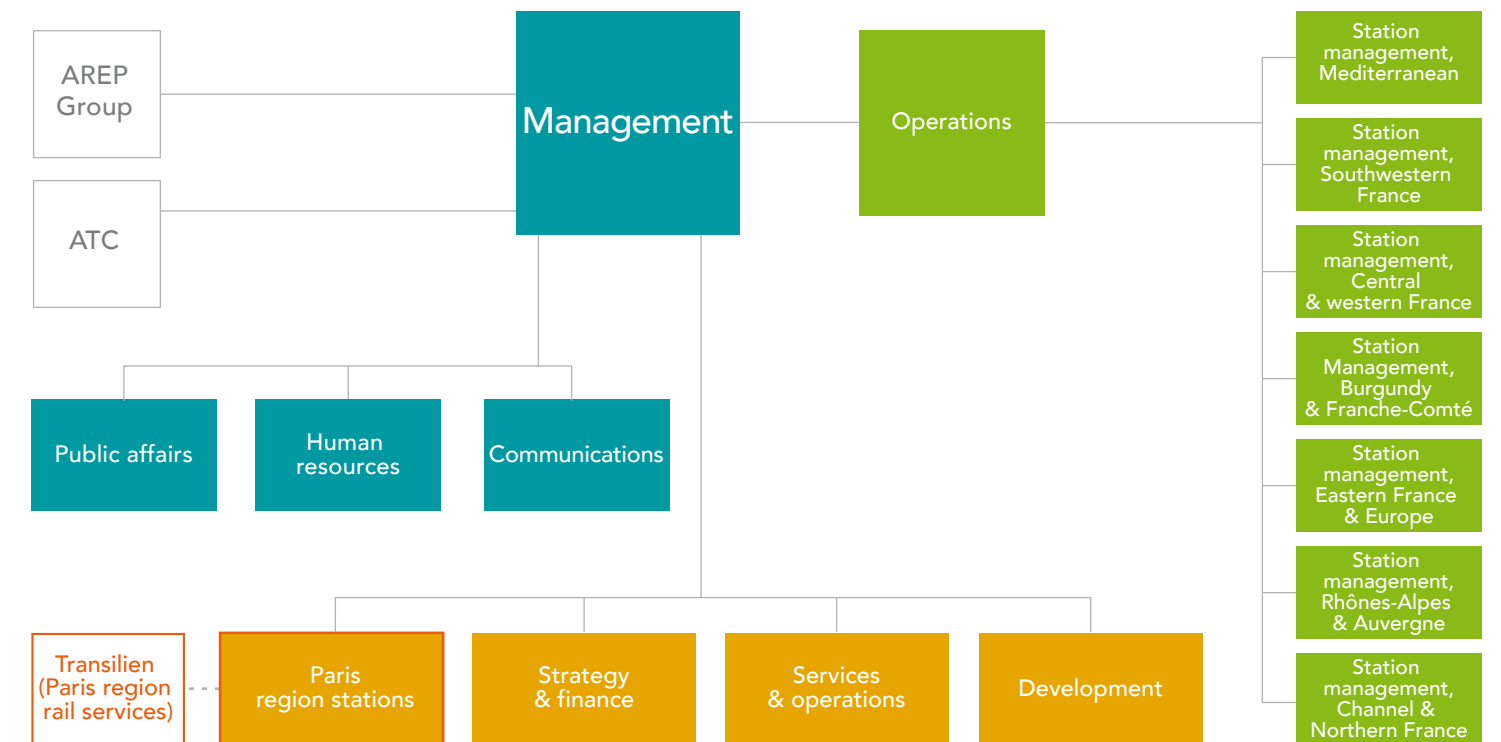 AREP
Group
ATC
Management
Operations
Public affairs
Human
resources
Communications
Transilien
(Paris region
rail services)
Paris
region stations
Strategy
& finance
Services
& operations
Development
Station
management,
Mediterranean
Station
management,
Southwestern
France
Station
management,
Central
& western France
Station
Management,
Burgundy
& Franche-Comté
Station
management,
Eastern France
& Europe
Station
management,
Rhônes-Alpes
& Auvergne
Station
management,
Channel &
Northern France